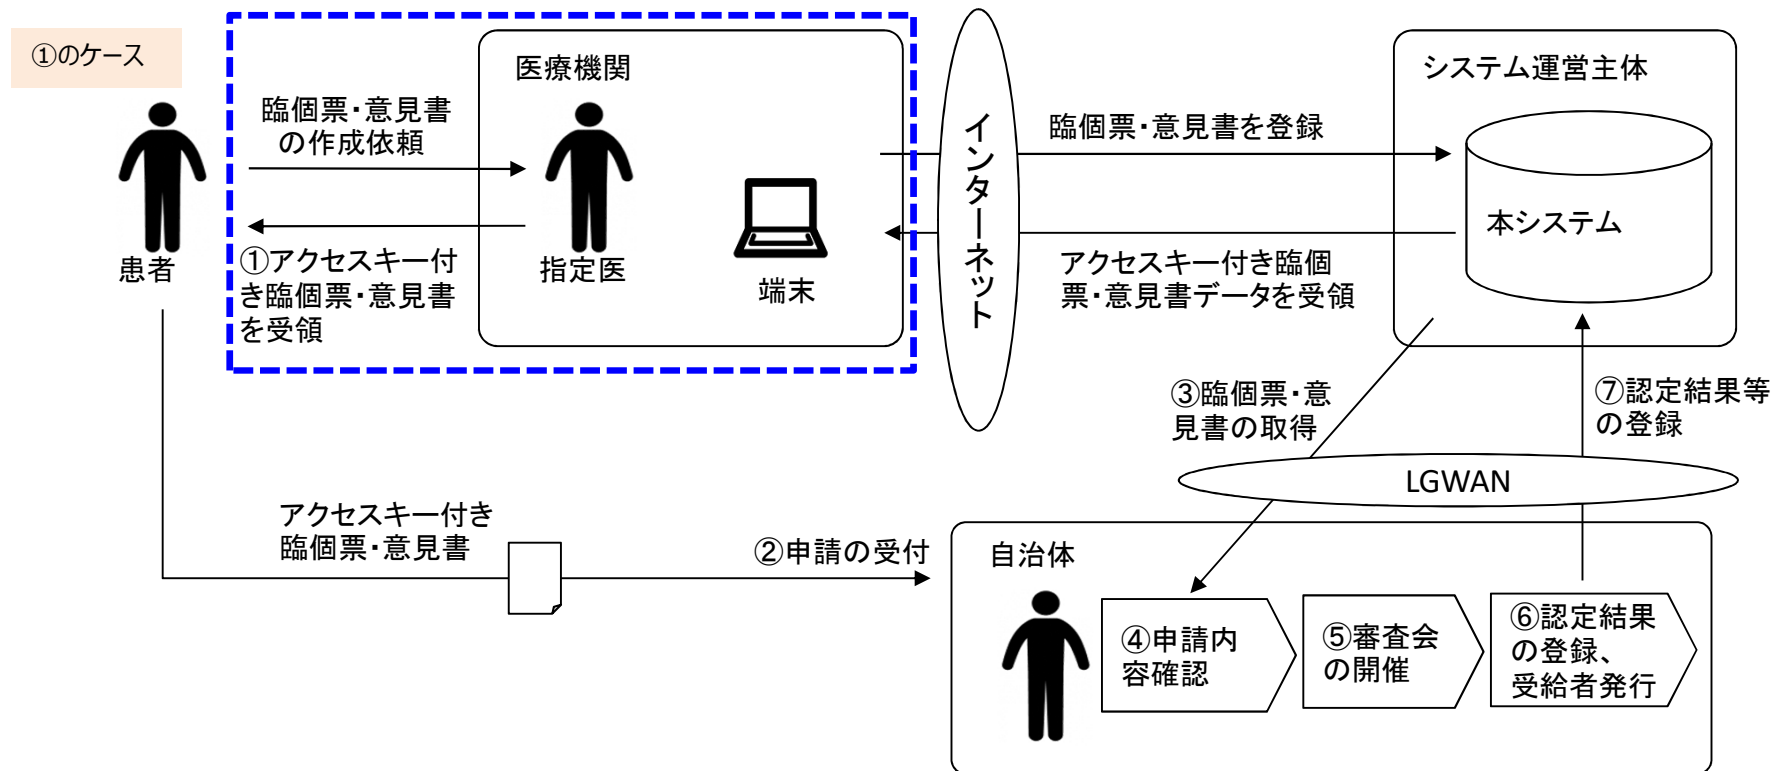 ①のケース
医療機関
システム運営主体
臨個票・意見書
の作成依頼
インターネット
臨個票・意見書を登録
本システム
患者
①アクセスキー付
き臨個票・意見書
を受領
指定医
端末
アクセスキー付き臨個
票・意見書データを受領
③臨個票・意
見書の取得
⑦認定結果等
の登録
LGWAN
アクセスキー付き
臨個票・意見書
②申請の受付
自治体
④申請内
容確認
⑤審査会
の開催
⑥認定結果
の登録、
受給者発行